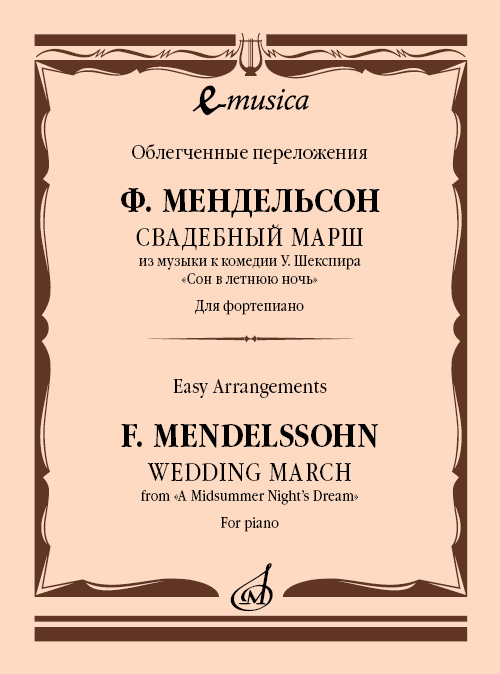 e-musica
Облегченные переложения
Ф. МЕНДЕЛЬСОН
СВАДЕБНЫЙ МАРШ
из музыки к комедии У. Шекспира
«Сон в летнюю ночь»
Для фортепиано
Easy Arrangements
F. MENDELSSOHN
WEDDING MARCH
from «A Midsummer Night's Dream»
For piano
М